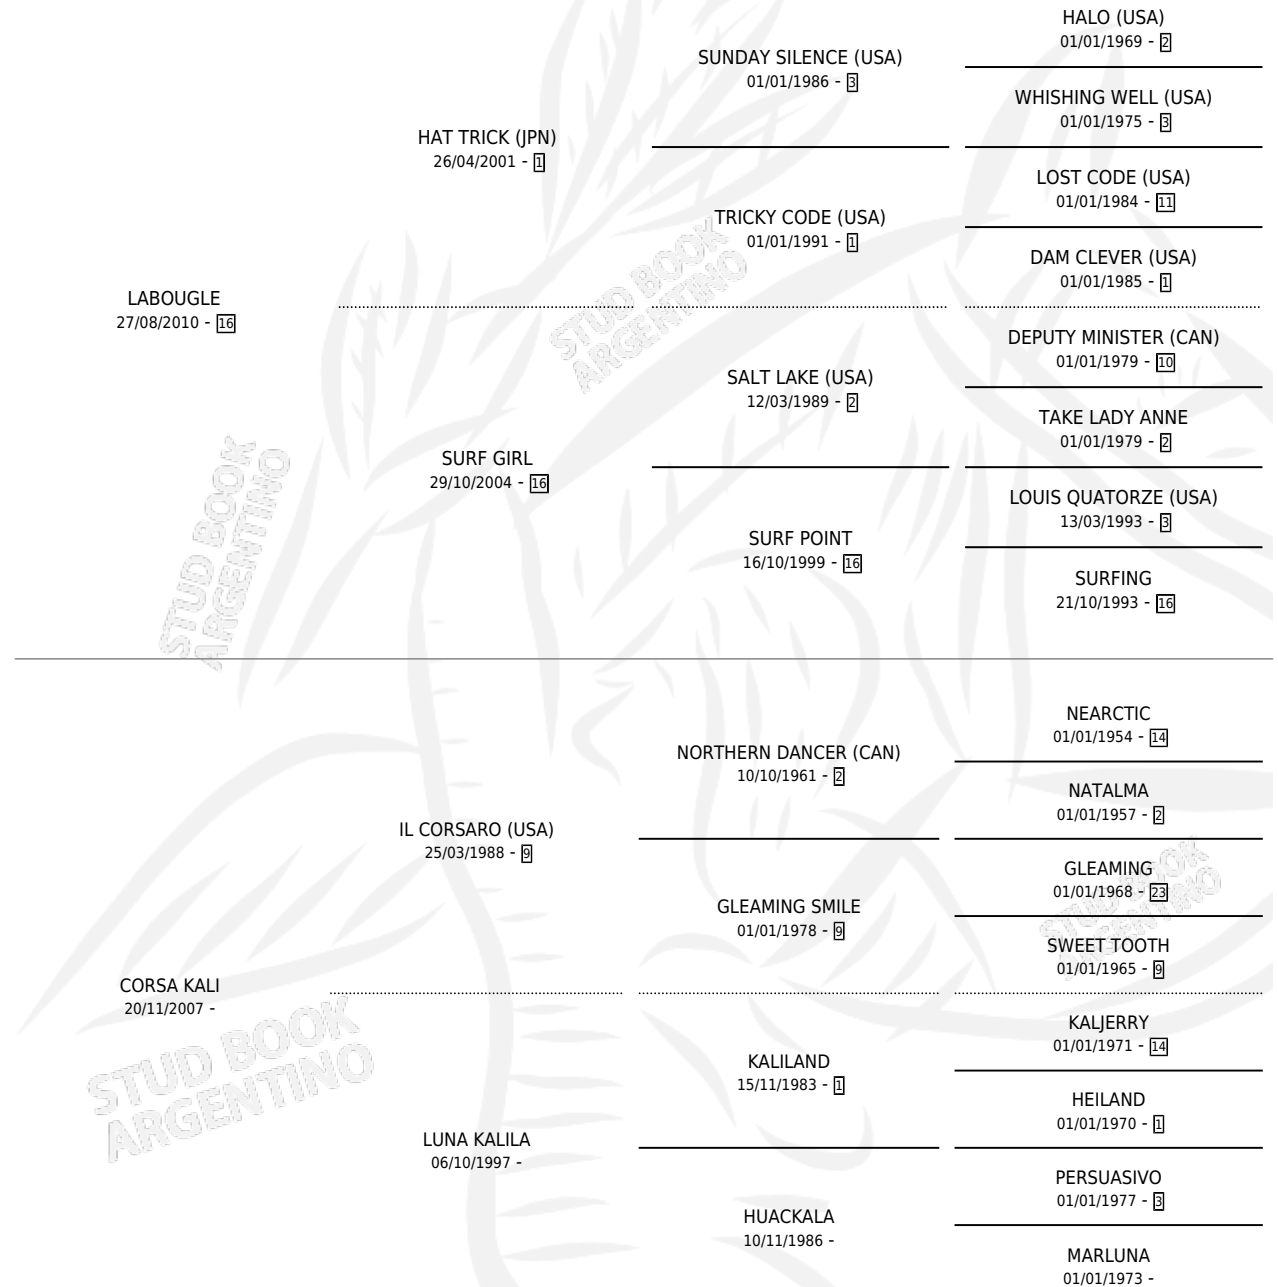 HALO (USA)
01/01/1969 - 2
SUNDAY SILENCE (USA)
01/01/1986 - 3
WHISHING WELL (USA)
01/01/1975 - 3
HAT TRICK (JPN)
26/04/2001 - 1
LOST CODE (USA)
01/01/1984 - 11
TRICKY CODE (USA)
01/01/1991 - 1
DAM CLEVER (USA)
01/01/1985 - 1
LABOUGLE
27/08/2010 - 16
DEPUTY MINISTER (CAN)
01/01/1979 - 10
SALT LAKE (USA)
12/03/1989 - 2
TAKE LADY ANNE
01/01/1979 - 2
SURF GIRL
29/10/2004 - 16
LOUIS QUATORZE (USA)
13/03/1993 - 3
SURF POINT
16/10/1999 - 16
SURFING
21/10/1993 - 16
NEARCTIC
01/01/1954 - 14
NORTHERN DANCER (CAN)
10/10/1961 - 2
NATALMA
01/01/1957 - 2
IL CORSARO (USA)
25/03/1988 - 9
GLEAMING
01/01/1968 - 23
GLEAMING SMILE
01/01/1978 - 9
SWEET TOOTH
01/01/1965 - 9
CORSA KALI
20/11/2007 -
KALJERRY
01/01/1971 - 14
KALILAND
15/11/1983 - 1
HEILAND
01/01/1970 - 1
LUNA KALILA
06/10/1997 -
PERSUASIVO
01/01/1977 - 3
HUACKALA
10/11/1986 -
MARLUNA
01/01/1973 -
STUD BOOK
ARGENTINO
STUD BOOK
ARGENTINO
STUD BOOK
ARGENTINO
STUD BOOK
ARGENTINO